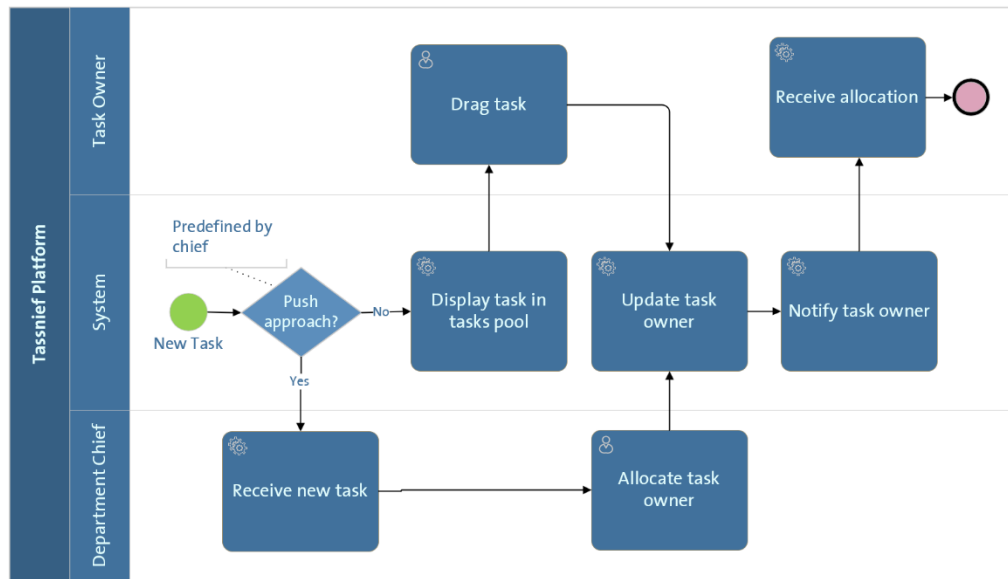 Tassnief Platform
Task Owner
Drag task
Receive allocation
System
Predefined by
chief
New Task
Push
approach?
No
Yes
Display task in
tasks pool
Update task
owner
Notify task owner
Department Chief
Receive new task
Allocate task
owner